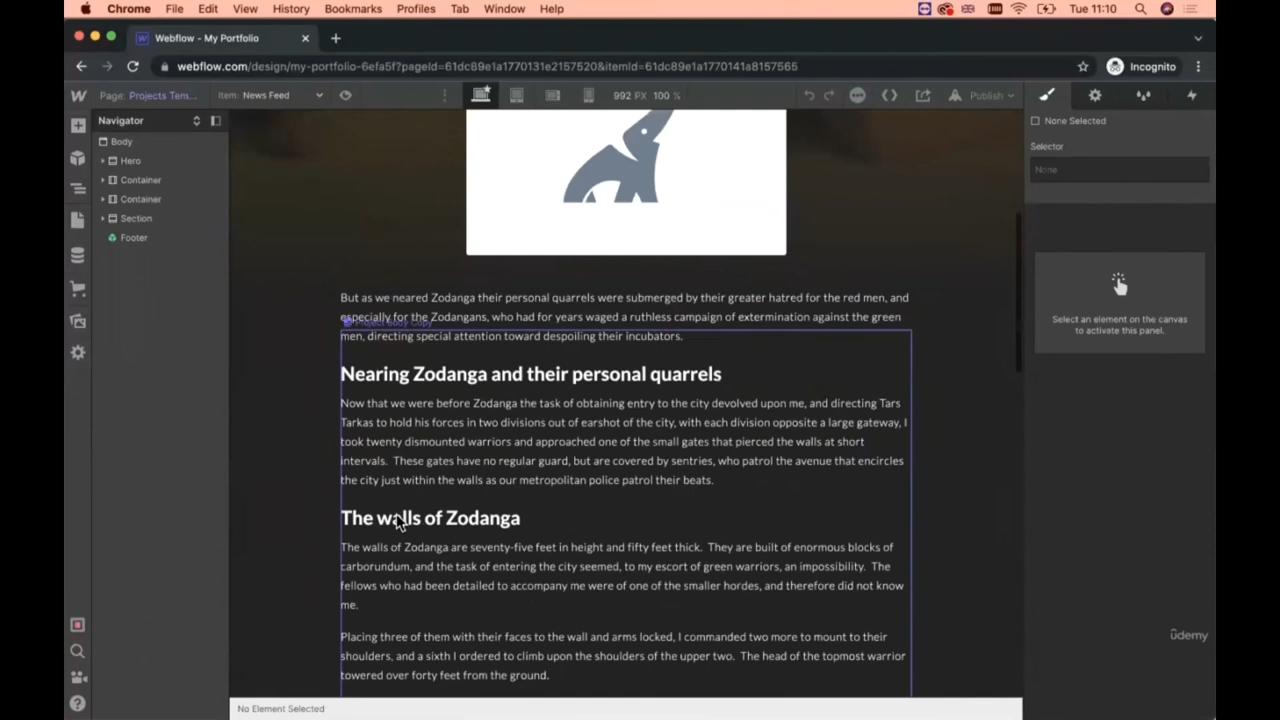 Chrome File Edit View History Bookmarks Profiles Tab Window Help Tue 11:10
Webflow - My Portfolio
webflow.com/design/my-portfolio-6efa5f?pageId=61dc89e1a1770131e2157520&itemId=61dc89e1a1770141a8157565 Incognito
Page: Projects Tem... Item: News Feed 992 PX 100 % Publish
Navigator
None Selected
Body
Selector
Hero
None
Container
Container
Section
Footer
But as we neared Zodanga their personal quarrels were submerged by their greater hatred for the red men, and
especially for the Zodangans, who had for years waged a ruthless campaign of extermination against the green
Project Body Copy
men, directing special attention toward despoiling their incubators.
Select an element on the canvas
to activate this panel.
Nearing Zodanga and their personal quarrels
Now that we were before Zodanga the task of obtaining entry to the city devolved upon me, and directing Tars
Tarkas to hold his forces in two divisions out of earshot of the city, with each division opposite a large gateway, I
took twenty dismounted warriors and approached one of the small gates that pierced the walls at short
intervals.  These gates have no regular guard, but are covered by sentries, who patrol the avenue that encircles
the city just within the walls as our metropolitan police patrol their beats.
The walls of Zodanga
The walls of Zodanga are seventy-five feet in height and fifty feet thick.  They are built of enormous blocks of
carborundum, and the task of entering the city seemed, to my escort of green warriors, an impossibility.  The
fellows who had been detailed to accompany me were of one of the smaller hordes, and therefore did not know
me.
Placing three of them with their faces to the wall and arms locked, I commanded two more to mount to their
shoulders, and a sixth I ordered to climb upon the shoulders of the upper two.  The head of the topmost warrior
towered over forty feet from the ground.
ûdemy
No Element Selected